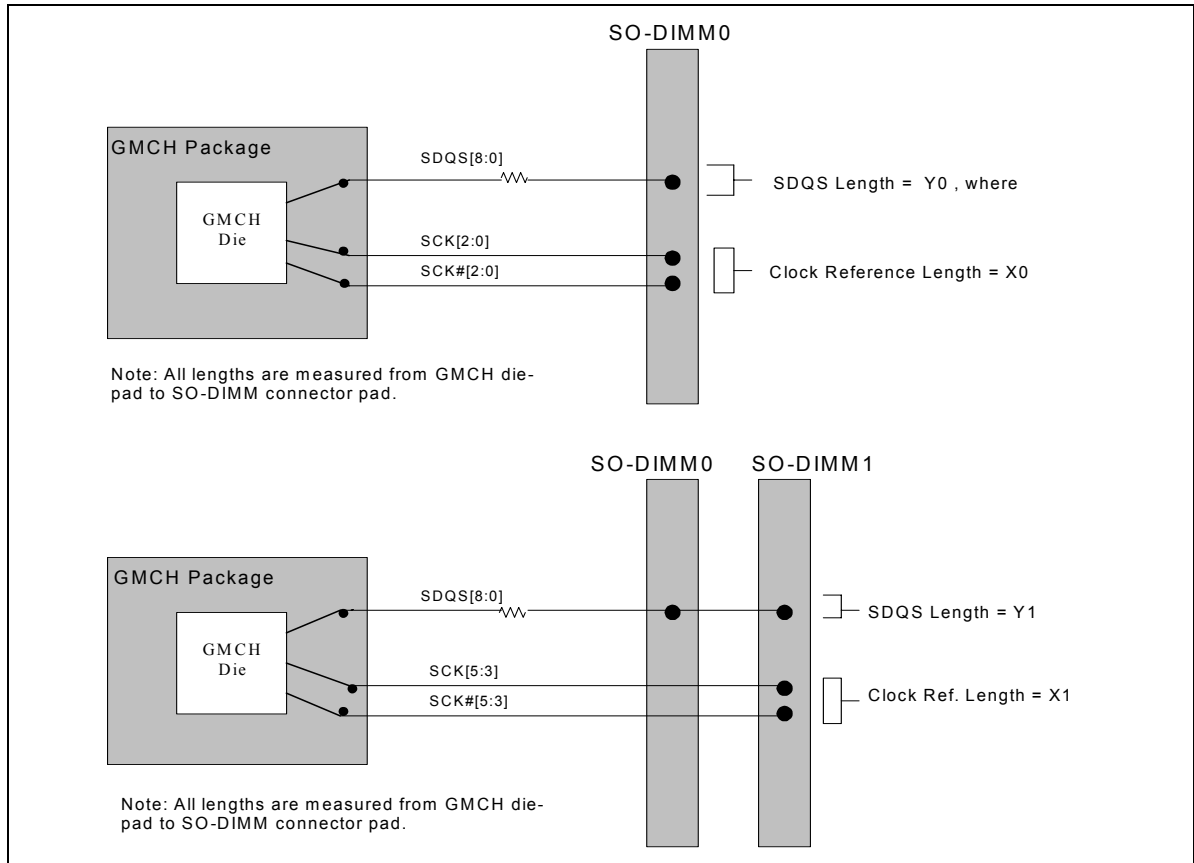 SO-DIMM0
GMCH Package
SDQS[8:0]
SDQS Length = Y0 , where
GMCH
Die
SCK[2:0]
SCK#[2:0]
Clock Reference Length = X0
Note: All lengths are measured from GMCH die-
pad to SO-DIMM connector pad.
SO-DIMM0 SO-DIMM1
GMCH Package
SDQS[8:0]
SDQS Length = Y1
GMCH
Die
SCK[5:3]
SCK#[5:3]
Clock Ref. Length = X1
Note: All lengths are measured from GMCH die-
pad to SO-DIMM connector pad.